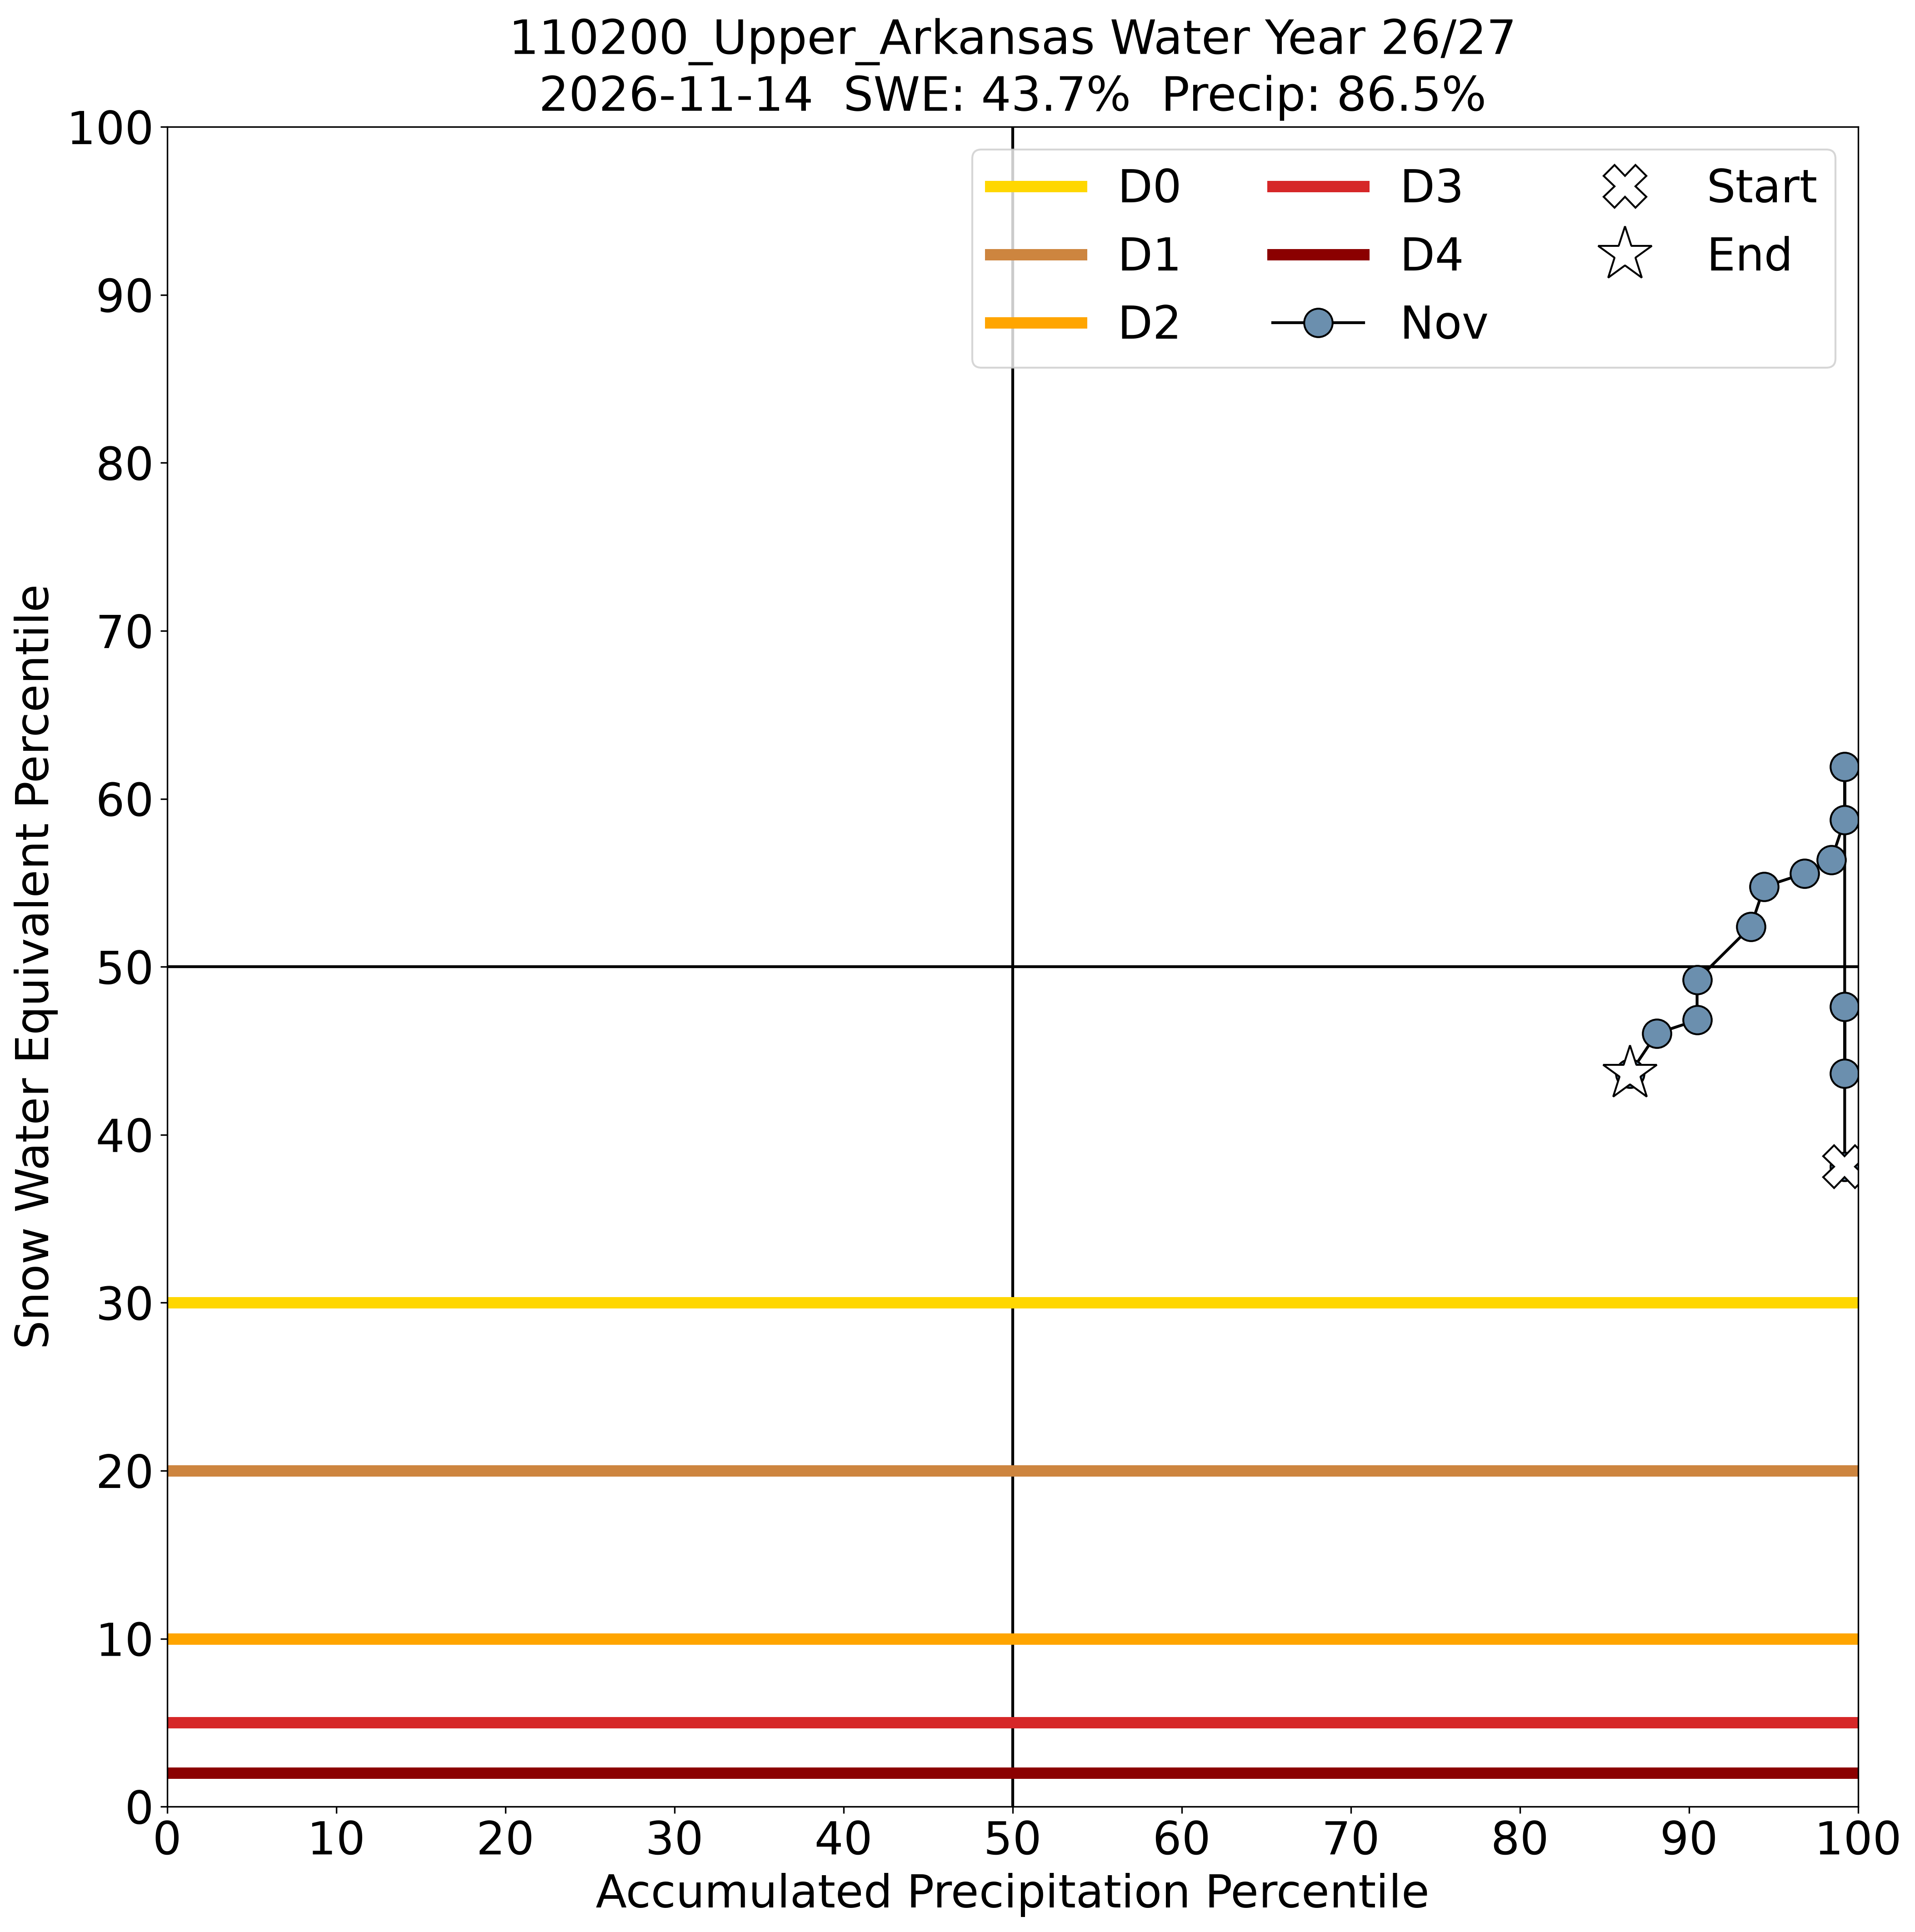 110200_Upper_Arkansas Water Year 26/27
2026-11-14  SWE: 43.7%  Precip: 86.5%
D0
D1
D2
D3
D4
Nov
Start
End
Snow Water Equivalent Percentile
100
90
80
70
60
50
40
30
20
10
0
0 10 20 30 40 50 60 70 80 90 100
Accumulated Precipitation Percentile